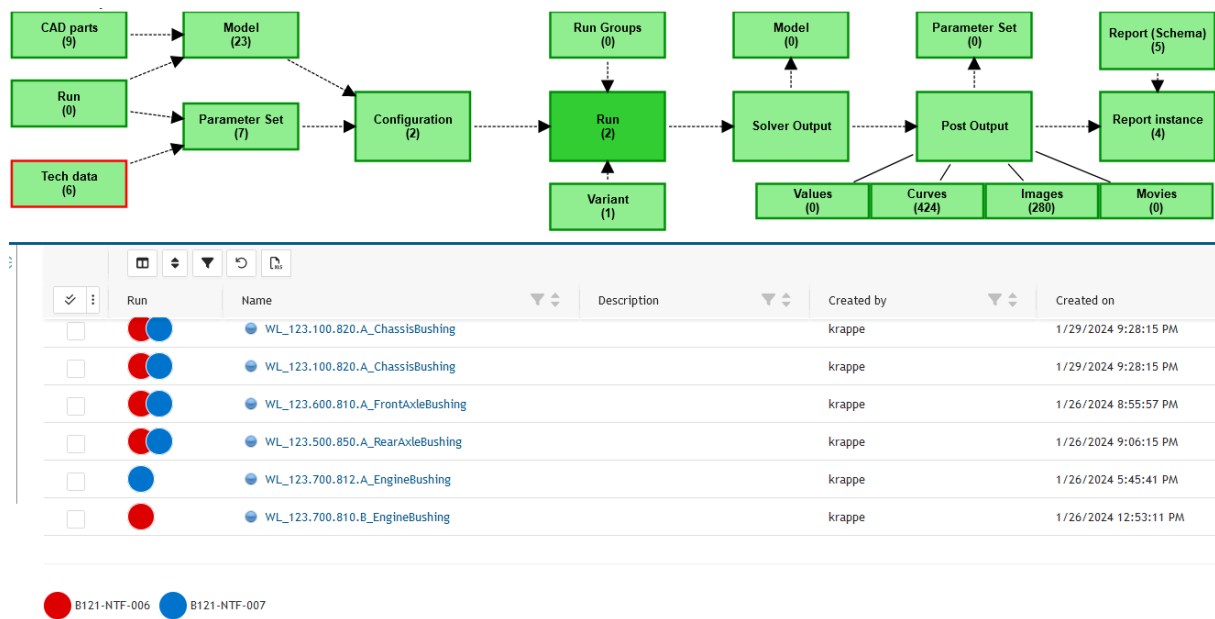 CAD parts
(9)
Model
(23)
Run Groups
(0)
Model
(0)
Parameter Set
(0)
Report (Schema)
(5)
Run
(0)
Parameter Set
(7)
Configuration
(2)
Run
(2)
Solver Output
Post Output
Report instance
(4)
Tech data
(6)
Variant
(1)
Values
(0)
Curves
(424)
Images
(280)
Movies
(0)
Run Name Description Created by Created on
WL_123.100.820.A_ChassisBushing krappe 1/29/2024 9:28:15 PM
WL_123.100.820.A_ChassisBushing krappe 1/29/2024 9:28:15 PM
WL_123.600.810.A_FrontAxleBushing krappe 1/26/2024 8:55:57 PM
WL_123.500.850.A_RearAxleBushing krappe 1/26/2024 9:06:15 PM
WL_123.700.812.A_EngineBushing krappe 1/26/2024 5:45:41 PM
WL_123.700.810.B_EngineBushing krappe 1/26/2024 12:53:11 PM
B121-NTF-006 B121-NTF-007